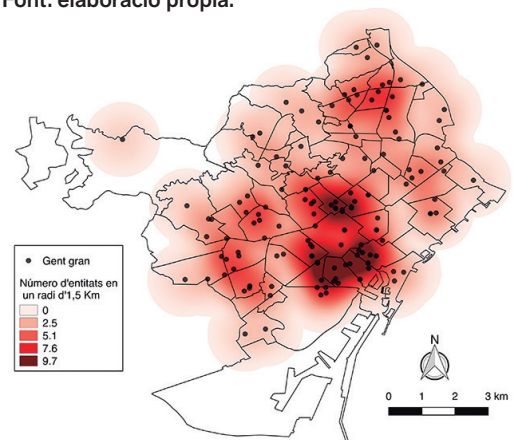 Font: elaboració pròpia.
Gent gran
Número d'entitats en
un radi d'1,5 Km
0
2.5
5.1
7.6
9.7
N
0 1 2 3 km